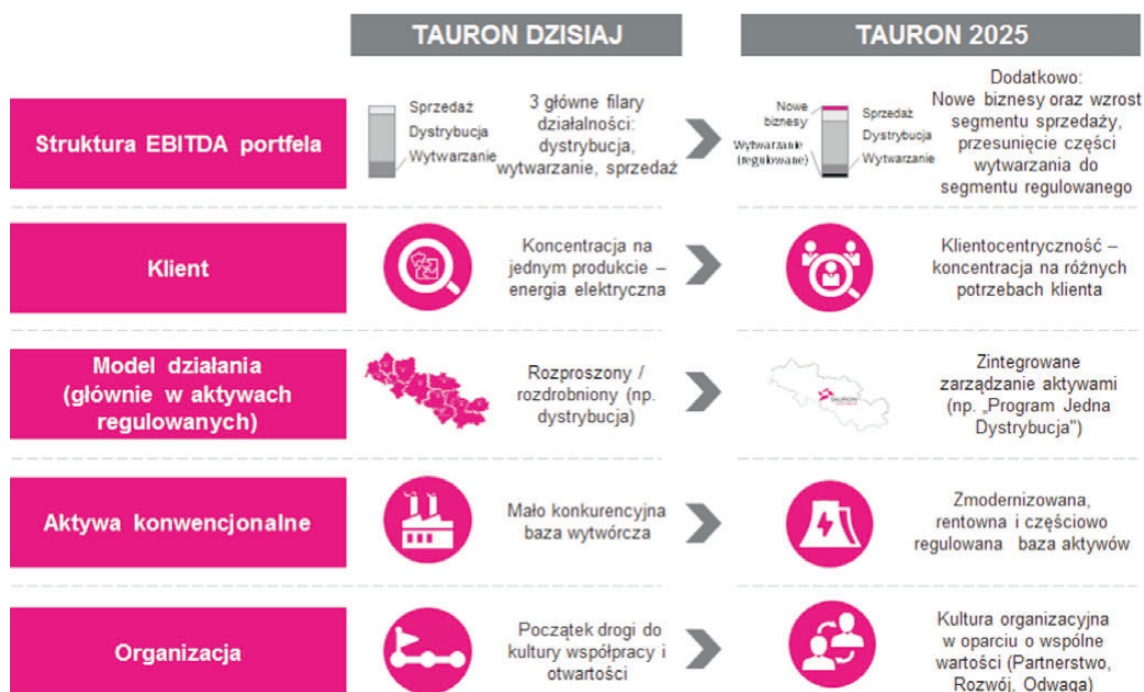 TAURON DZISIAJ
TAURON 2025
Struktura EBITDA portfela
Sprzedaż
Dystrybucja
Wytwarzanie
3 główne filary
działalności:
dystrybucja,
wytwarzanie, sprzedaż
Nowe
biznesy
Wytwarzanie
(regulowane)
Sprzedaż
Dystrybucja
Wytwarzanie
Dodatkowo:
Nowe biznesy oraz wzrost
segmentu sprzedaży,
przesunięcie części
wytwarzania do
segmentu regulowanego
Klient
Koncentracja na
jednym produkcie –
energia elektryczna
Klientocentryczność –
koncentracja na różnych
potrzebach klienta
Model działania
(głównie w aktywach
regulowanych)
Rozproszony /
rozdrobniony (np.
dystrybucja)
TAURON
Zintegrowane
zarządzanie aktywami
(np. „Program Jedna
Dystrybucja")
Aktywa konwencjonalne
Mało konkurencyjna
baza wytwórcza
Zmodernizowana,
rentowna i częściowo
regulowana baza aktywów
Organizacja
Początek drogi do
kultury współpracy i
otwartości
Kultura organizacyjna
w oparciu o wspólne
wartości (Partnerstwo,
Rozwój, Odwaga)